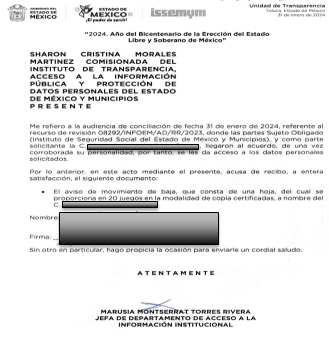 GOBIERNO DEL
ESTADO DE MÉXICO
ESTADO DE
MÉXICO
¡El poder de servir!
issemym
Unidad de Transparencia
Toluca, Estado de México
31 de enero de 2024
"2024. Año del Bicentenario de la Erección del Estado
Libre y Soberano de México"
SHARON CRISTINA MORALES
MARTINEZ COMISIONADA DEL
INSTITUTO DE TRANSPARENCIA,
ACCESO A LA INFORMACIÓN
PÚBLICA Y PROTECCIÓN DE
DATOS PERSONALES DEL ESTADO
DE MÉXICO Y MUNICIPIOS
P R E S E N T E
Me refiero a la audiencia de conciliación de fecha 31 de enero de 2024, referente al
recurso de revisión 08292/INFOEM/AD/RR/2023, donde las partes Sujeto Obligado
(Instituto de Seguridad Social del Estado de México y Municipios), y como parte
solicitante la C. llegaron al acuerdo, de una vez
corroborada su personalidad, por tanto, se les da acceso a los datos personales
solicitados.
Por lo anterior, en este acto mediante el presente, acusa de recibo, a entera
satisfacción, el siguiente documento:
• El aviso de movimiento de baja, que consta de una hoja, del cual se
proporciona en 20 juegos en la modalidad de copia certificadas, a nombre del
C.
Nombre:
Firma:
Sin otro en particular, hago propicia la ocasión para enviarle un cordial saludo.
A T E N T A M E N T E
MARUSIA MONTSERRAT TORRES RIVERA
JEFA DE DEPARTAMENTO DE ACCESO A LA
INFORMACIÓN INSTITUCIONAL